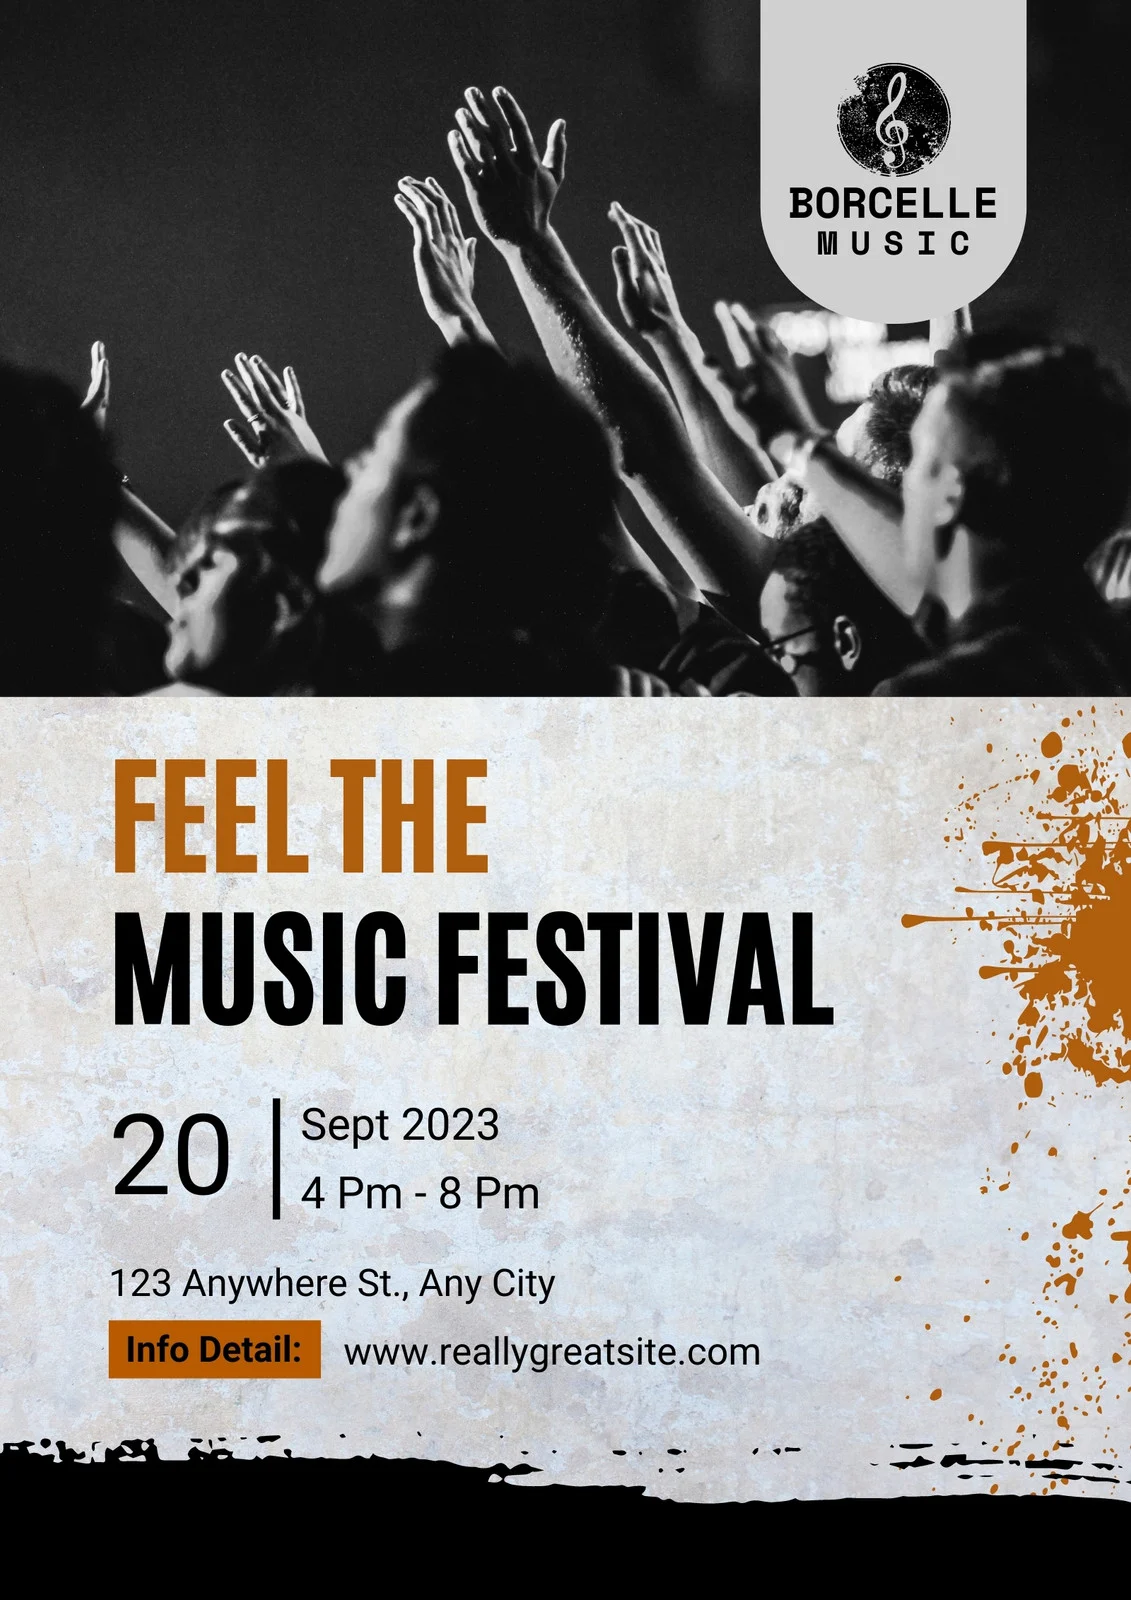 BORCELLE
MUSIC
FEEL THE
MUSIC FESTIVAL
20
Sept 2023
4 Pm - 8 Pm
123 Anywhere St., Any City
Info Detail:
www.reallygreatsite.com